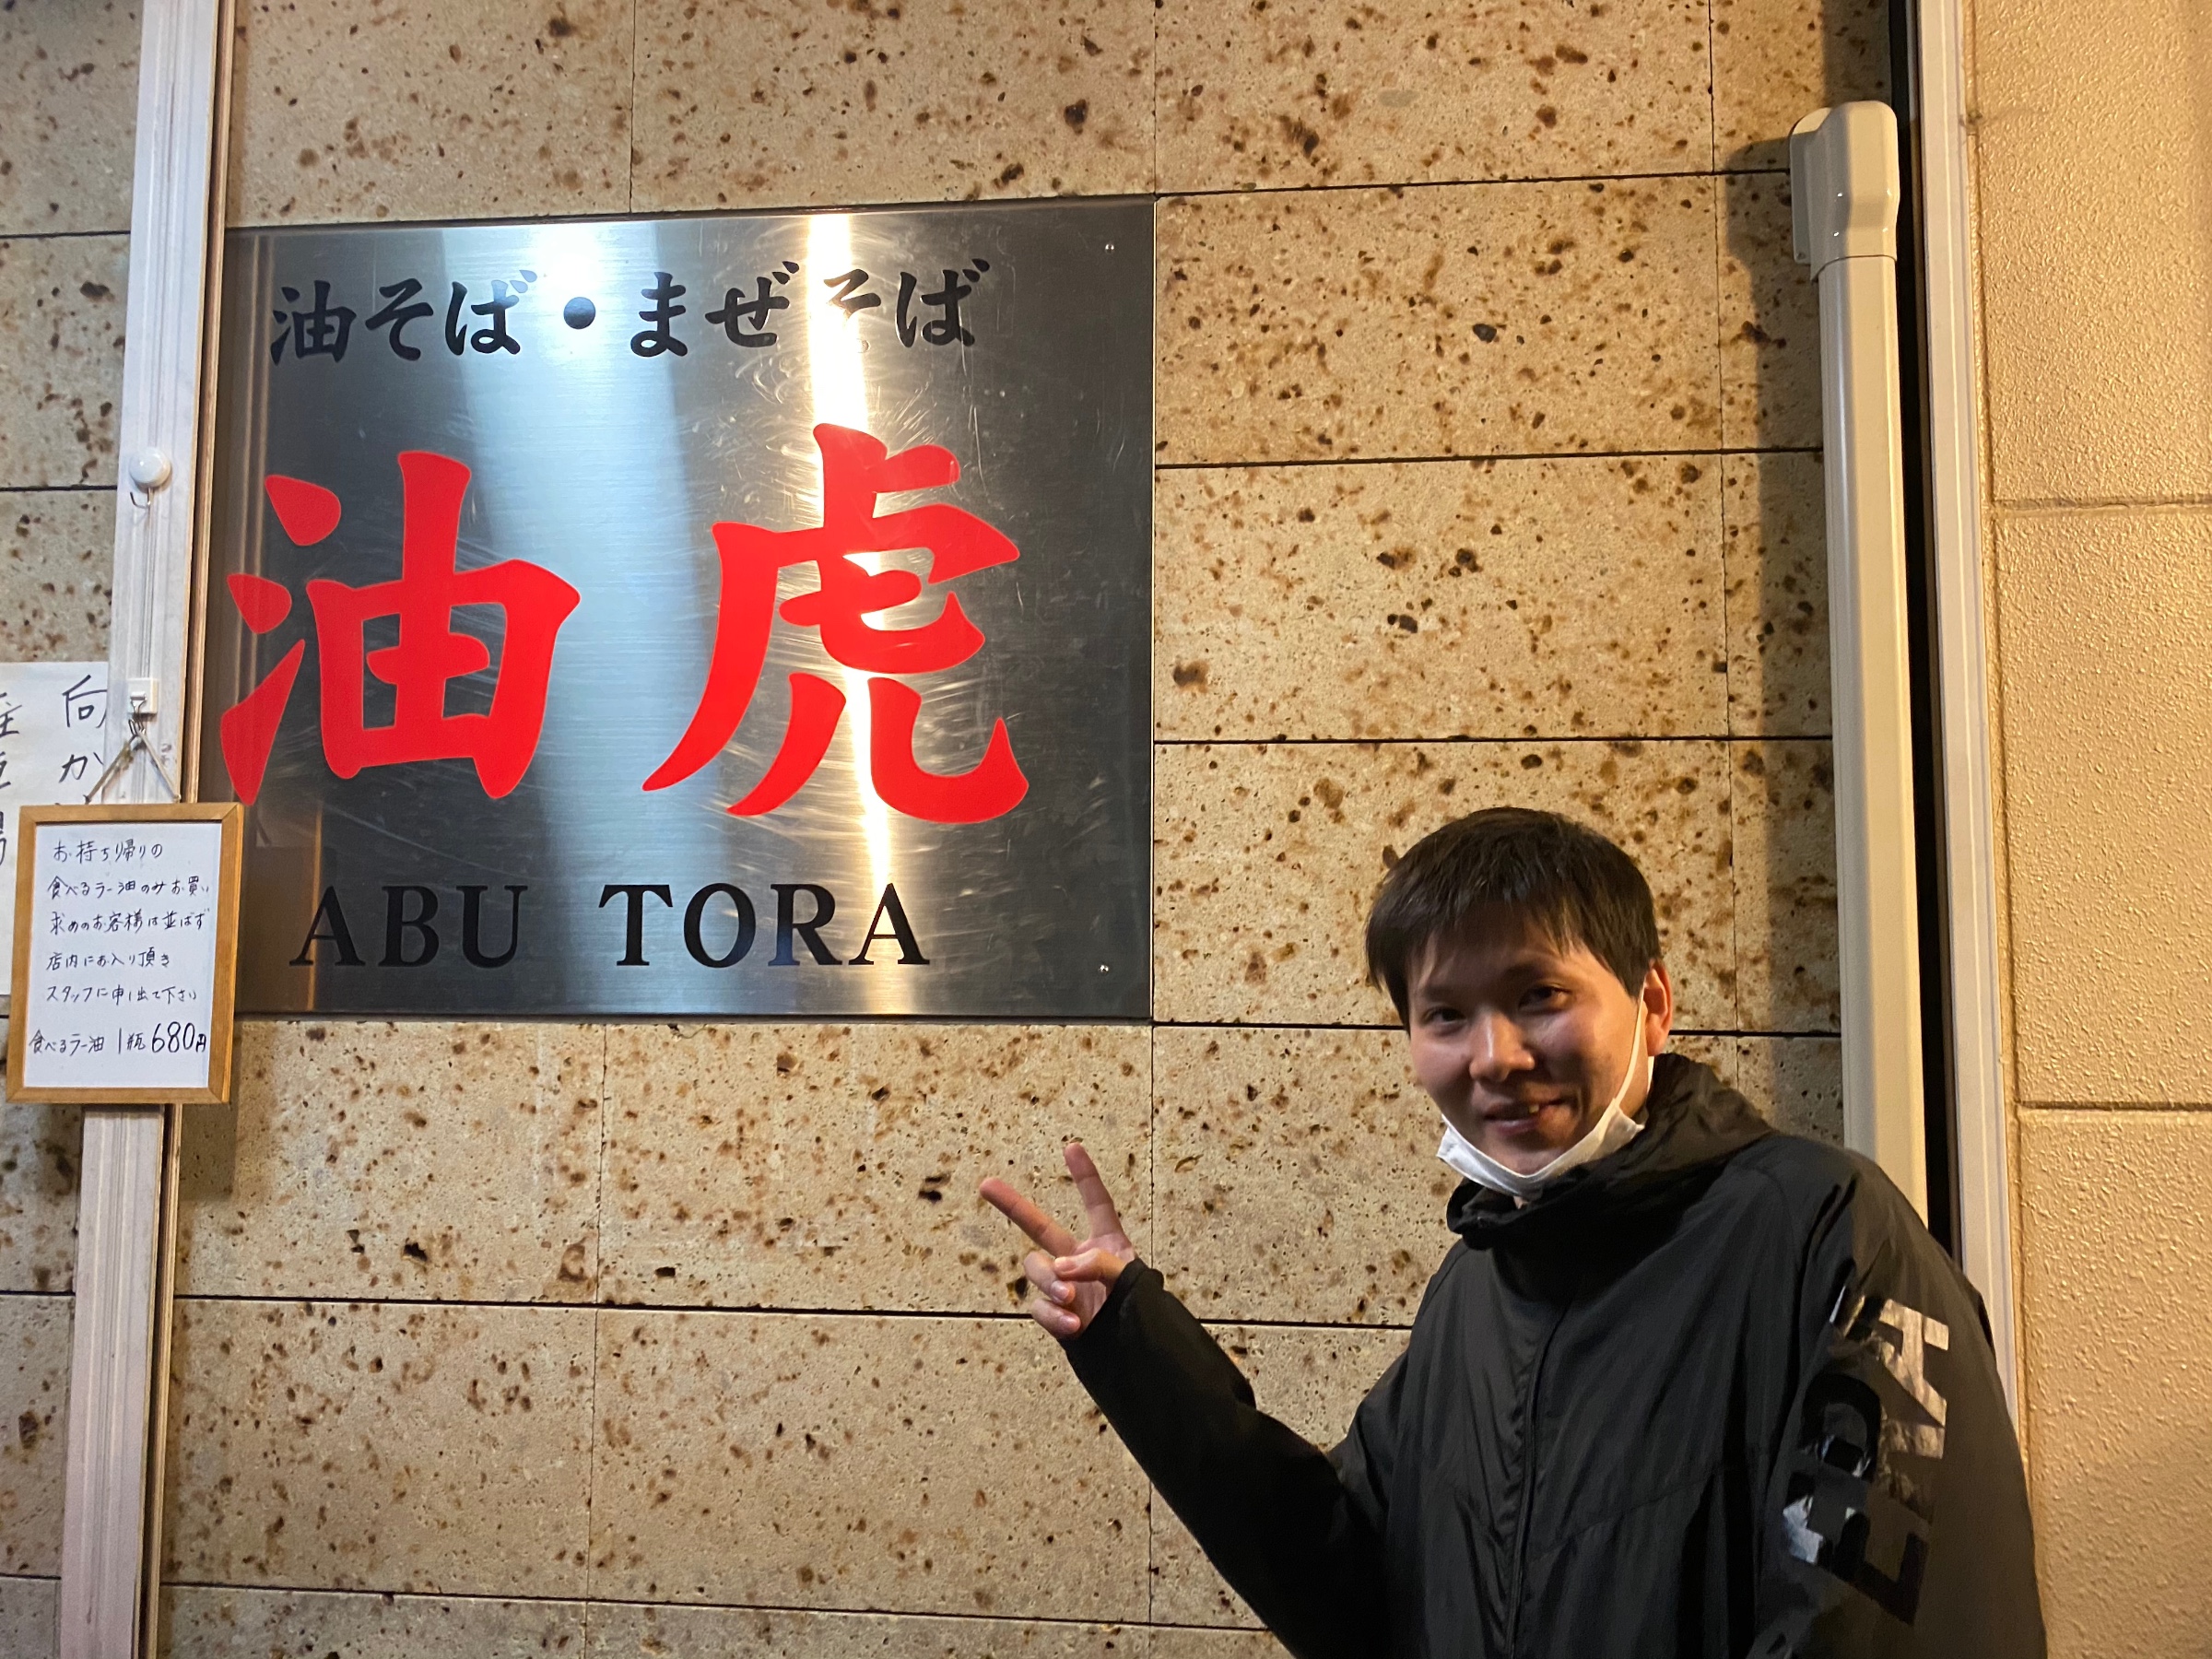 油そば・まぜそば
油虎
ABU TORA
向か
お持ち帰りの
食べるラー油のみお買い
求めのお客様は並ばず
店内にお入り頂き
スタッフに申し出て下さい
食べるラー油 1瓶680円